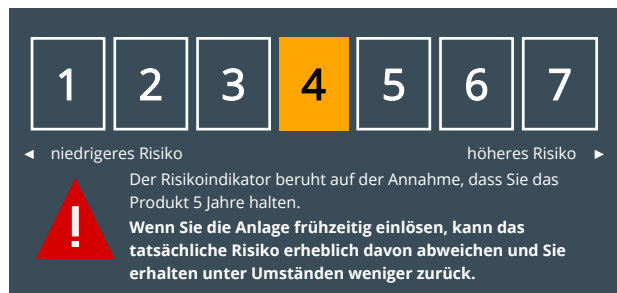 1 2 3 4 5 6 7
◄ niedrigeres Risiko höheres Risiko ►
Der Risikoindikator beruht auf der Annahme, dass Sie das
Produkt 5 Jahre halten.
!
Wenn Sie die Anlage frühzeitig einlösen, kann das
tatsächliche Risiko erheblich davon abweichen und Sie
erhalten unter Umständen weniger zurück.